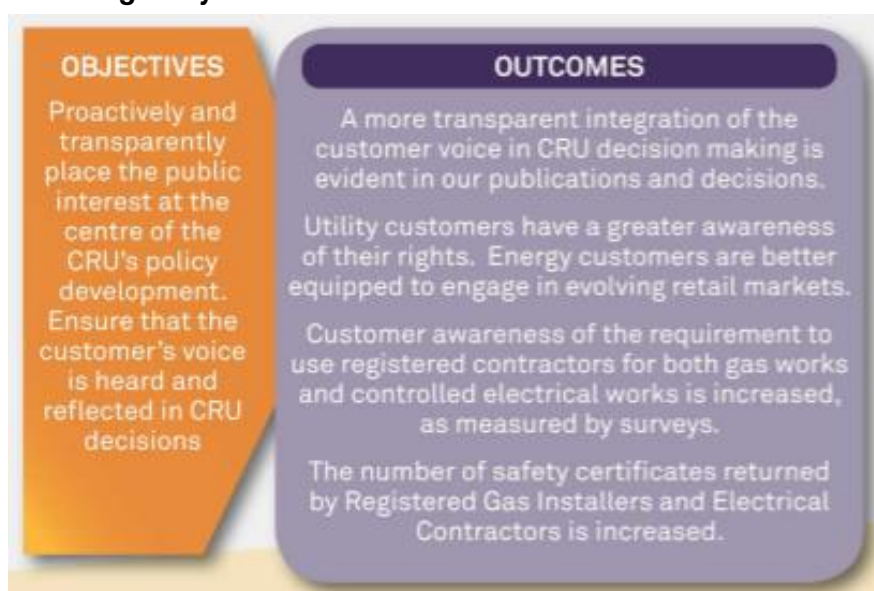 OBJECTIVES
Proactively and
transparently
place the public
interest at the
centre of the
CRU's policy
development.
Ensure that the
customer's voice
is heard and
reflected in CRU
decisions
OUTCOMES
A more transparent integration of the
customer voice in CRU decision making is
evident in our publications and decisions.
Utility customers have a greater awareness
of their rights. Energy customers are better
equipped to engage in evolving retail markets.
Customer awareness of the requirement to
use registered contractors for both gas works
and controlled electrical works is increased,
as measured by surveys.
The number of safety certificates returned
by Registered Gas Installers and Electrical
Contractors is increased.